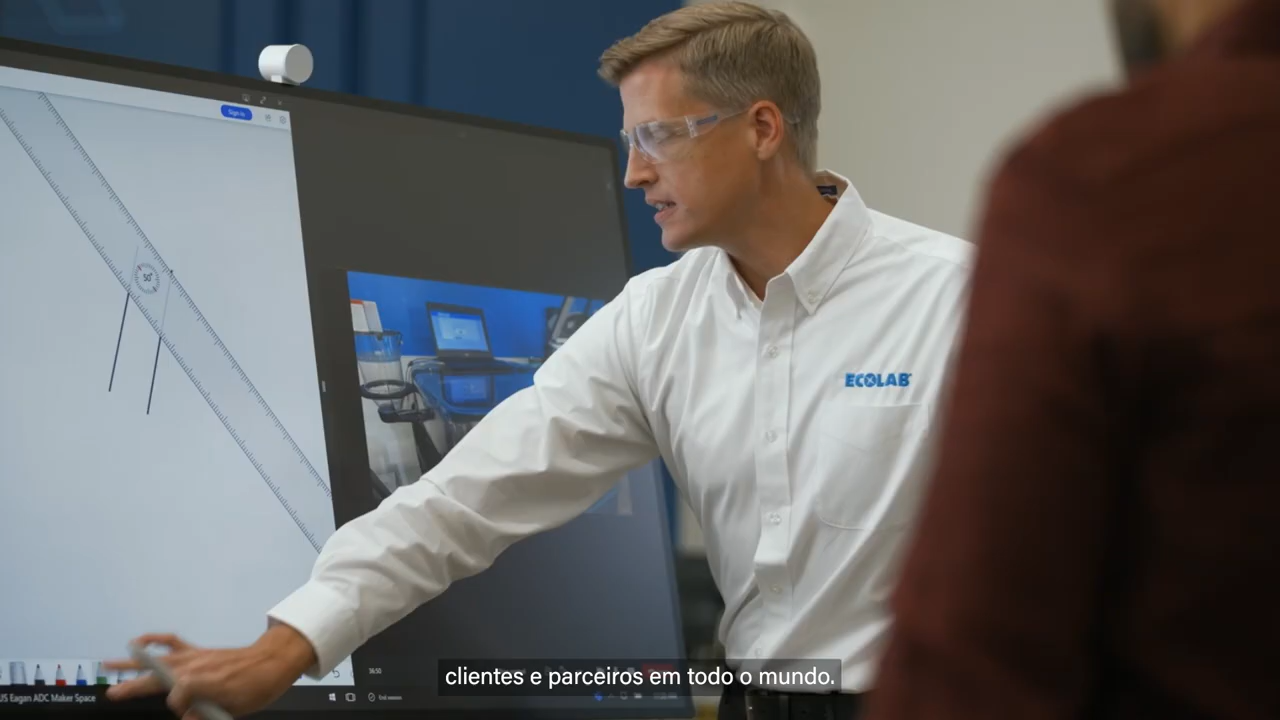 Sign in
50°
ECOLAB
clientes e parceiros em todo o mundo.
US Eagan ADC Maker Space